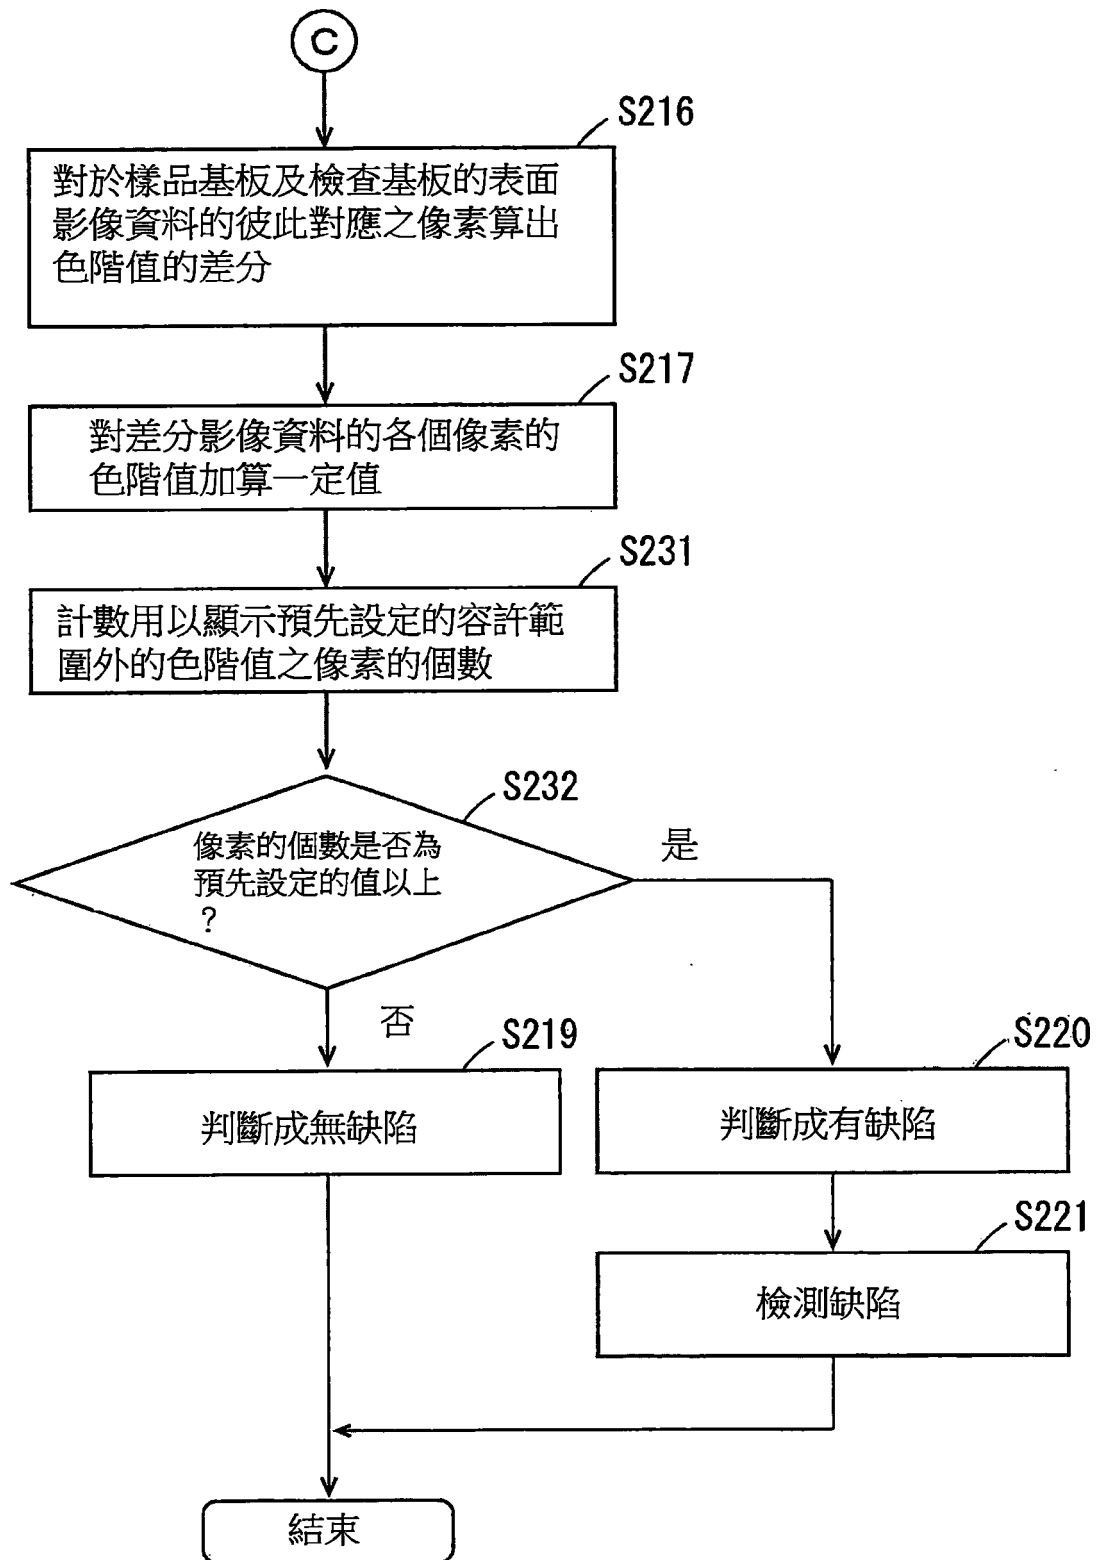 C
S216
對於樣品基板及檢查基板的表面
影像資料的彼此對應之像素算出
色階值的差分
S217
對差分影像資料的各個像素的
色階值加算一定值
S231
計數用以顯示預先設定的容許範
圍外的色階值之像素的個數
S232
像素的個數是否為
預先設定的值以上
?
是
否
S219
判斷成無缺陷
S220
判斷成有缺陷
S221
檢測缺陷
結束